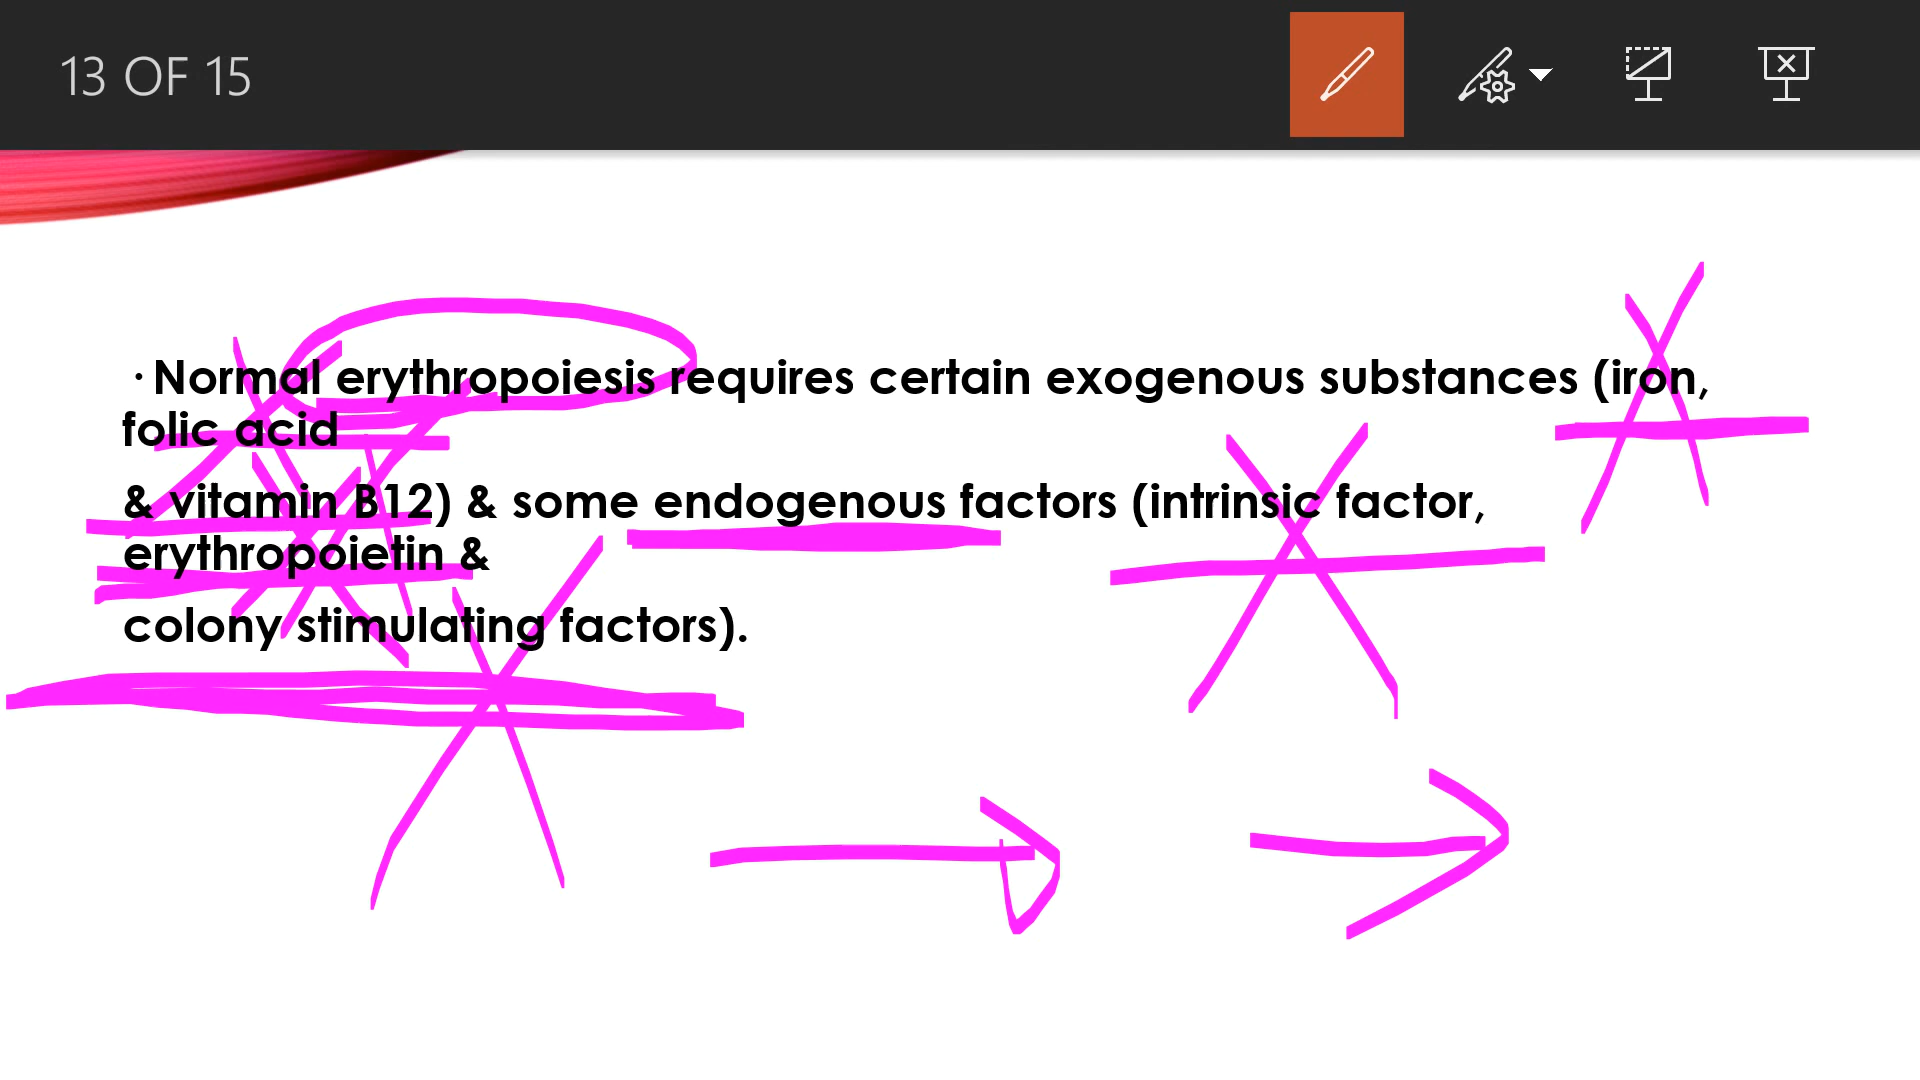 13 OF 15
· Normal erythropoiesis requires certain exogenous substances (iron,
folic acid
& vitamin B12) & some endogenous factors (intrinsic factor,
erythropoietin &
colony stimulating factors).